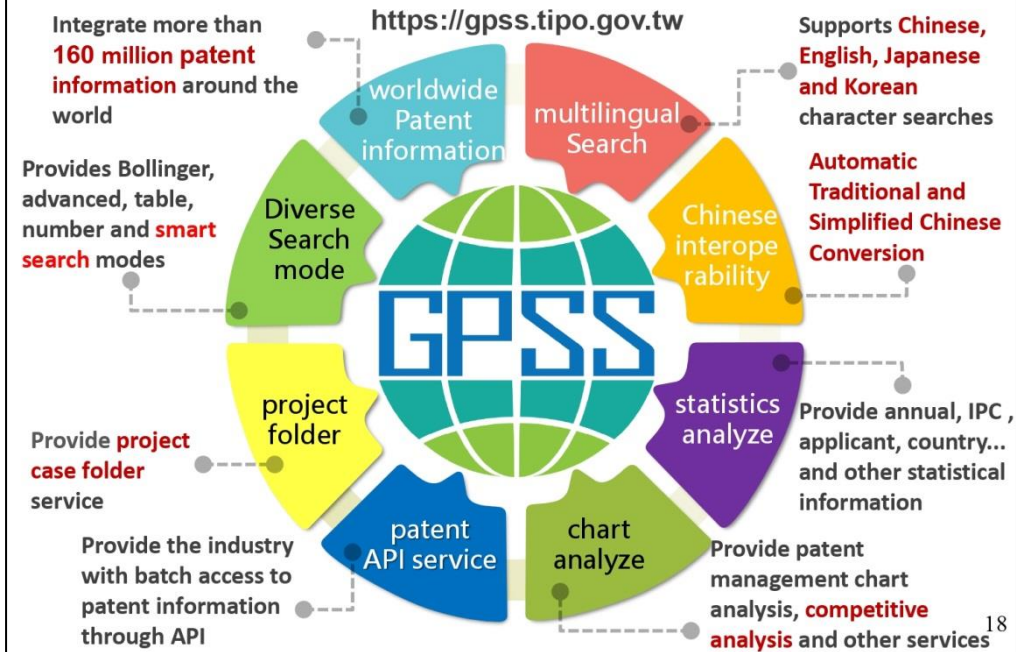 https://gpss.tipo.gov.tw
Integrate more than
160 million patent
information around the
world
worldwide
Patent
information
multilingual
Search
Supports Chinese,
English, Japanese
and Korean
character searches
Provides Bollinger,
advanced, table,
number and smart
search modes
Diverse
Search
mode
Chinese
interope
rability
Automatic
Traditional and
Simplified Chinese
Conversion
GPSS
Provide project
case folder
service
project
folder
statistics
analyze
Provide annual, IPC ,
applicant, country...
and other statistical
information
Provide the industry
with batch access to
patent information
through API
patent
API service
chart
analyze
Provide patent
management chart
analysis, competitive
analysis and other services
18